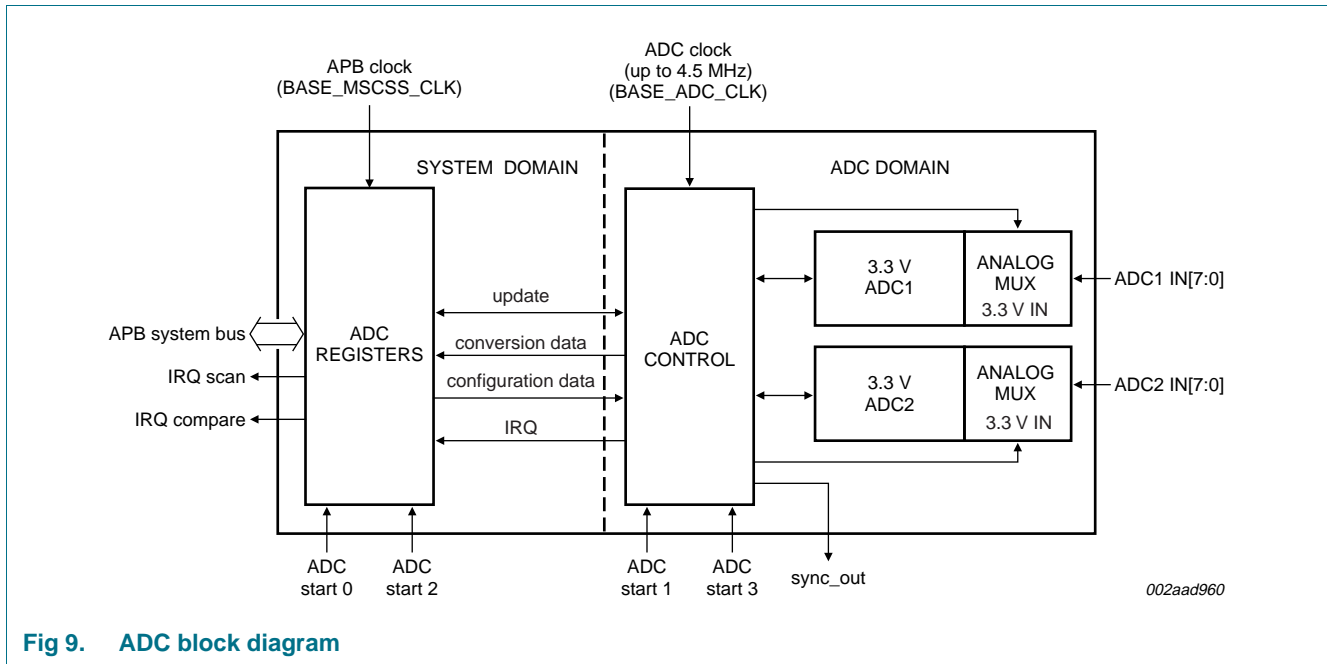 APB clock
(BASE_MSCSS_CLK)
ADC clock
(up to 4.5 MHz)
(BASE_ADC_CLK)
SYSTEM DOMAIN
ADC DOMAIN
APB system bus
IRQ scan
IRQ compare
ADC
REGISTERS
update
conversion data
configuration data
IRQ
ADC
CONTROL
3.3 V
ADC1
ANALOG
MUX
3.3 V IN
ADC1 IN[7:0]
3.3 V
ADC2
ANALOG
MUX
3.3 V IN
ADC2 IN[7:0]
ADC
start 0
ADC
start 2
ADC
start 1
ADC
start 3
sync_out
002aad960
Fig 9. ADC block diagram